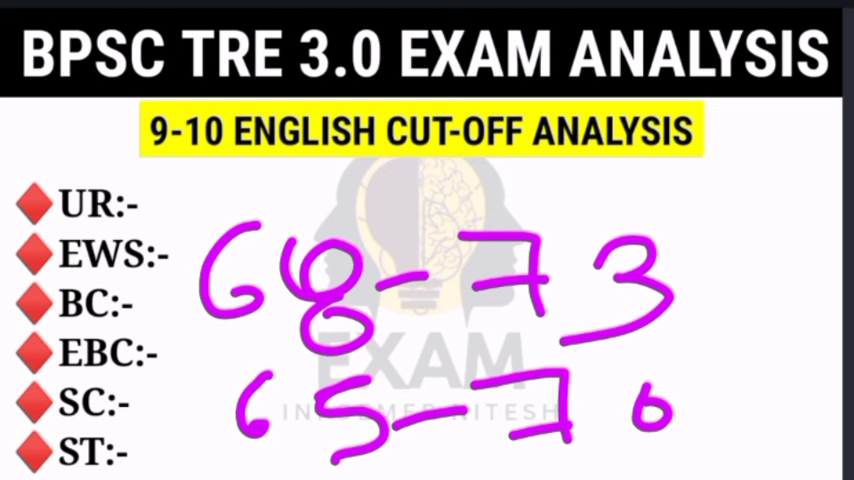 BPSC TRE 3.0 EXAM ANALYSIS
9-10 ENGLISH CUT-OFF ANALYSIS
UR:-
EWS:-
68-73
BC:-
EBC:-
EXAM
SC:-
65-70
ST:-